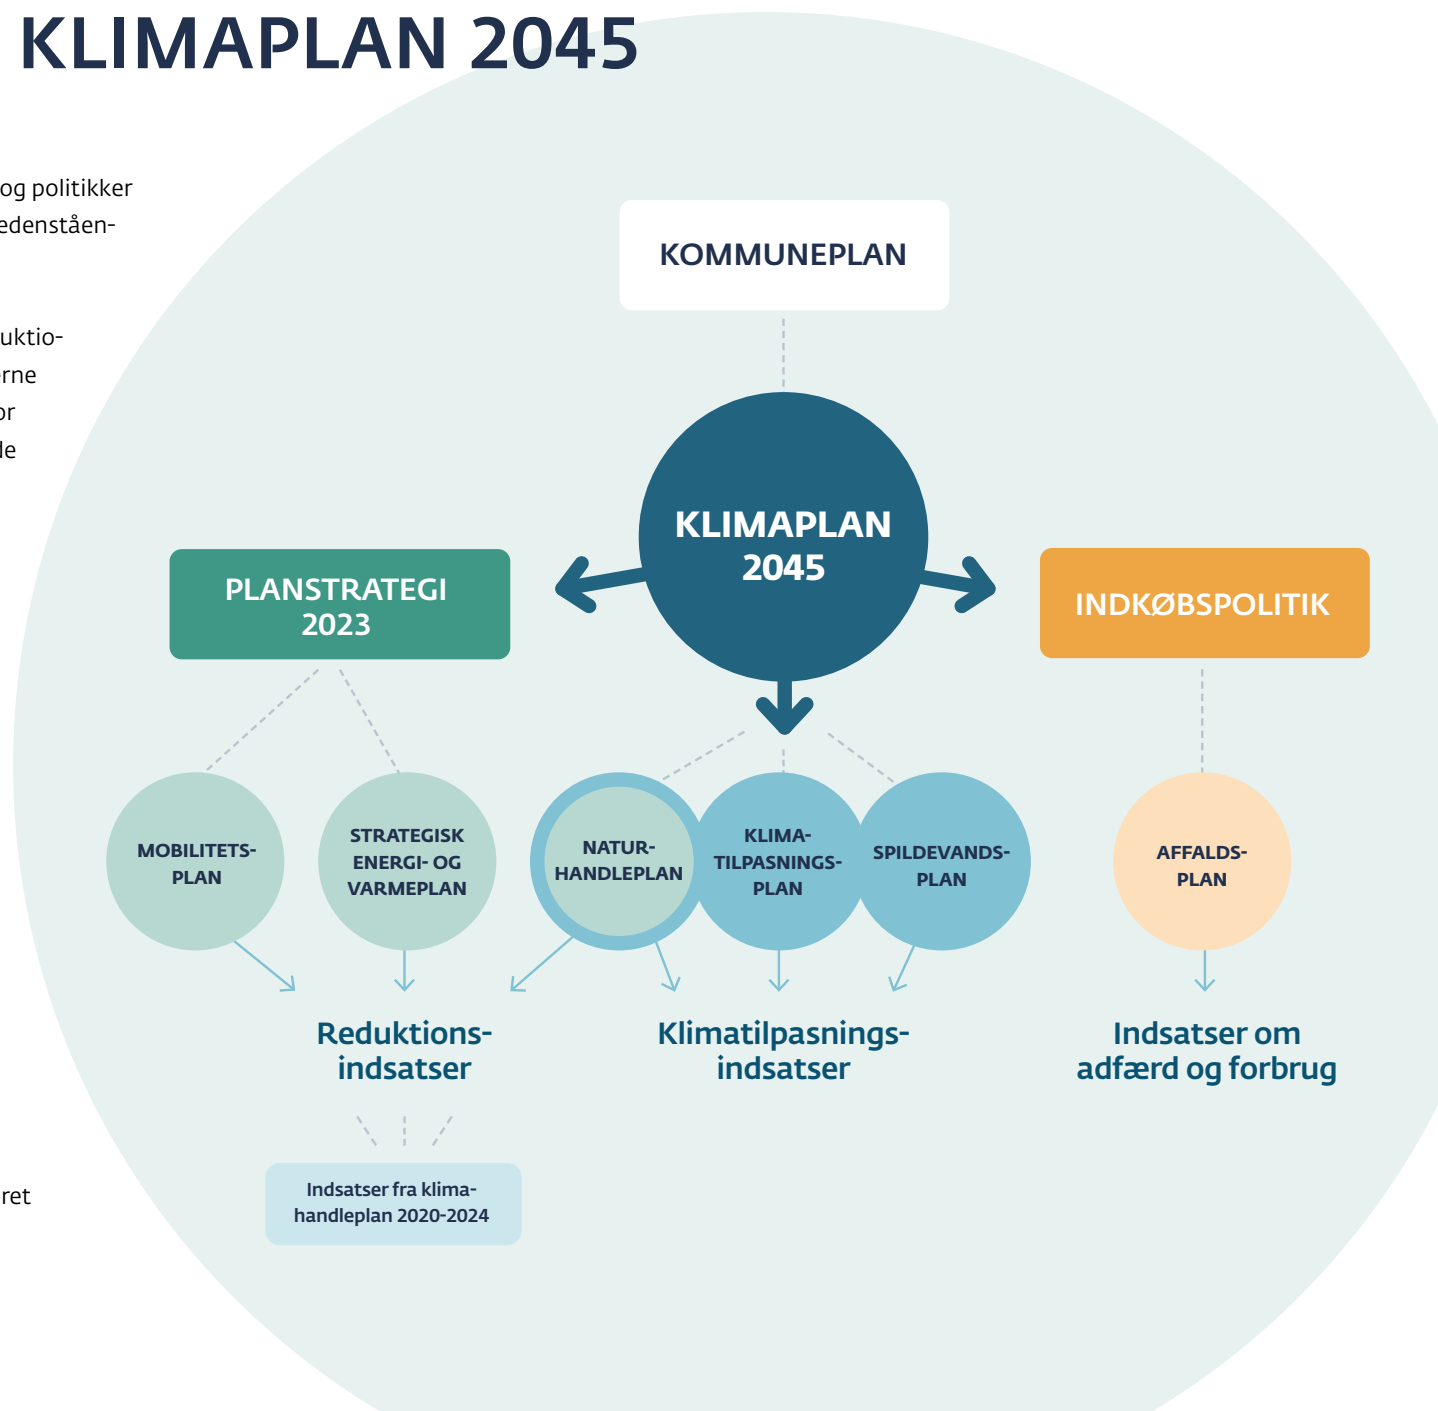 KLIMAPLAN 2045
og politikker
edenståen-
uktio-
erne
or
de
ret
KOMMUNEPLAN
KLIMAPLAN
2045
PLANSTRATEGI
2023
INDKØBSPOLITIK
MOBILITETS-
PLAN
STRATEGISK
ENERGI- OG
VARMEPLAN
NATUR-
HANDLEPLAN
KLIMA-
TILPASNINGS-
PLAN
SPILDEVANDS-
PLAN
AFFALDS-
PLAN
Reduktions-
indsatser
Klimatilpasnings-
indsatser
Indsatser om
adfærd og forbrug
Indsatser fra klima-
handleplan 2020-2024